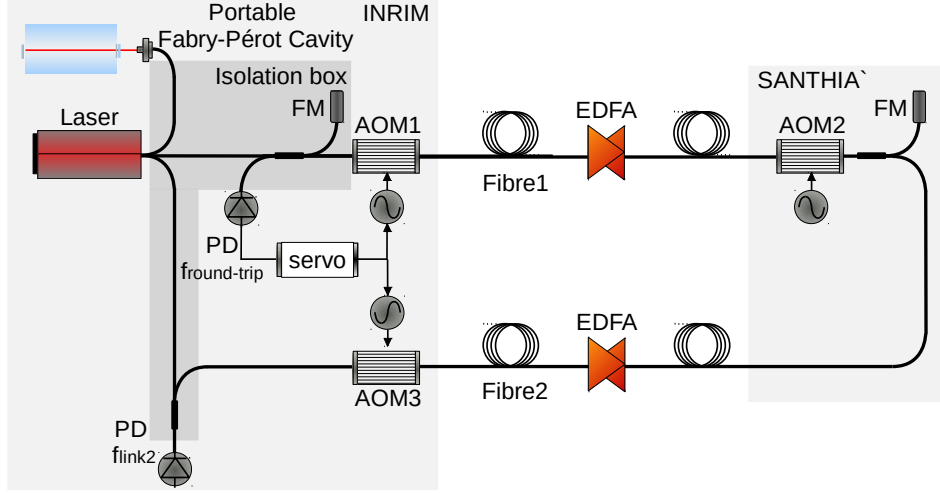 Portable
Fabry-Pérot Cavity
INRIM
Isolation box
FM
Laser
AOM1
EDFA
SANTHIA`
FM
AOM2
Fibre1
PD
fround-trip
servo
EDFA
AOM3
Fibre2
PD
flink2